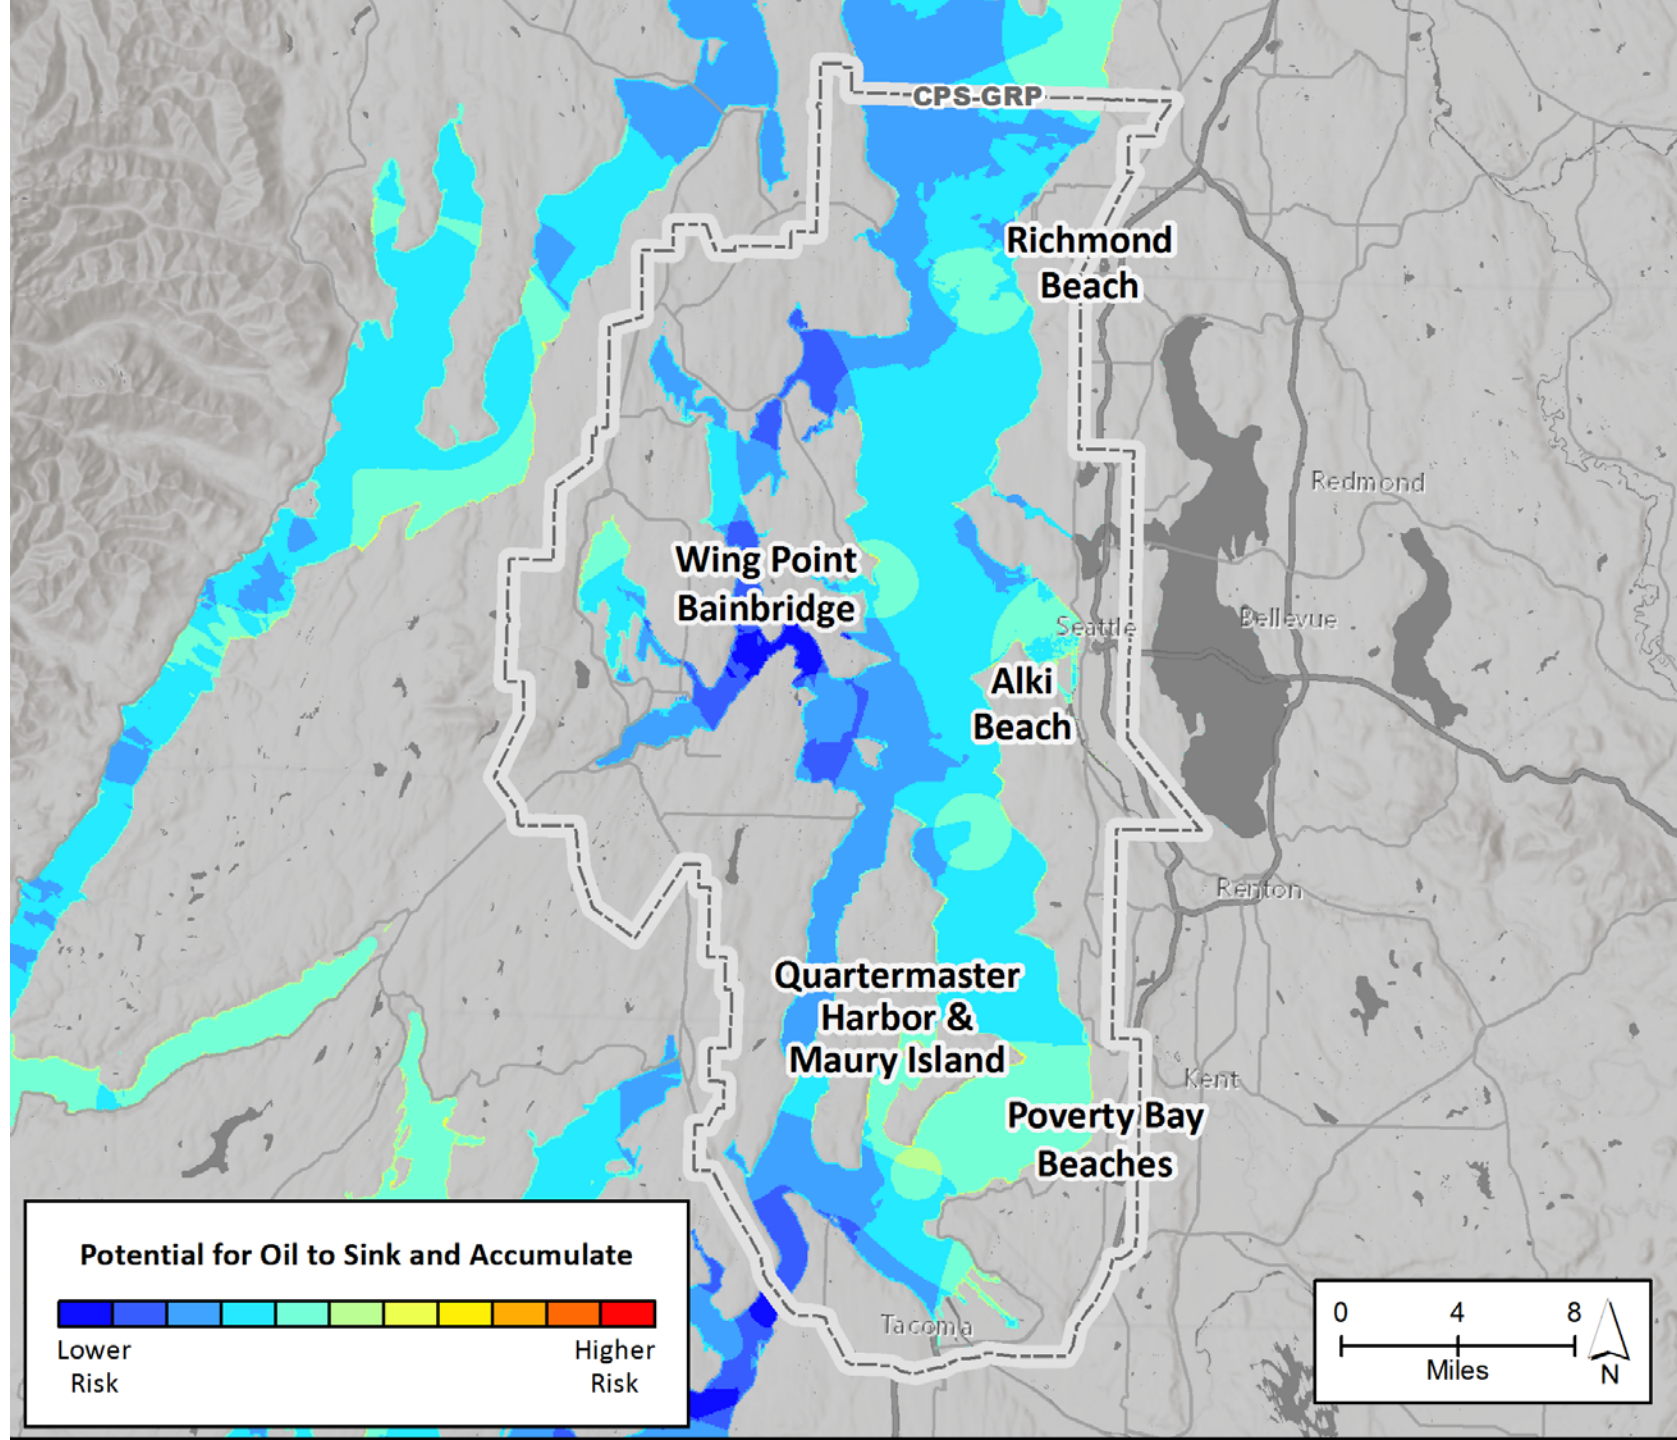 CPS-GRP
Richmond
Beach
Redmond
Wing Point
Bainbridge
Bellevue
Seattle
Alki
Beach
Renton
Quartermaster
Harbor &
Maury Island
Kent
Poverty Bay
Beaches
Tacoma
Potential for Oil to Sink and Accumulate
Lower
Risk
Higher
Risk
0 4 8
Miles
N